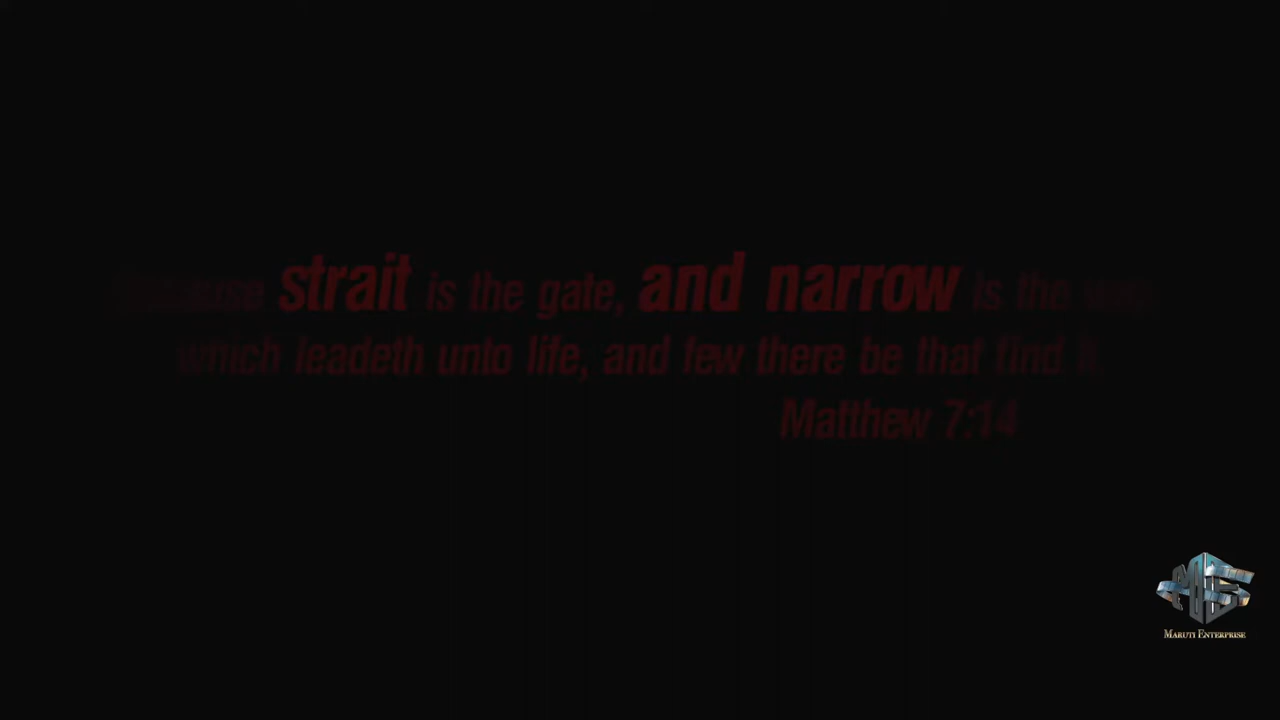 Because strait is the gate, and narrow is the way,
which leadeth unto life, and few there be that find it.
Matthew 7:14
MARUTI ENTERPRISE